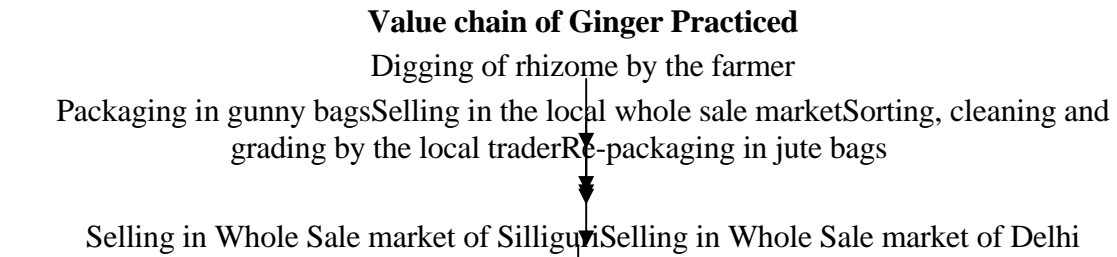 Value chain of Ginger Practiced
Digging of rhizome by the farmer
Packaging in gunny bagsSelling in the local whole sale marketSorting, cleaning and
grading by the local traderRe-packaging in jute bags
Selling in Whole Sale market of SilliguriSelling in Whole Sale market of Delhi